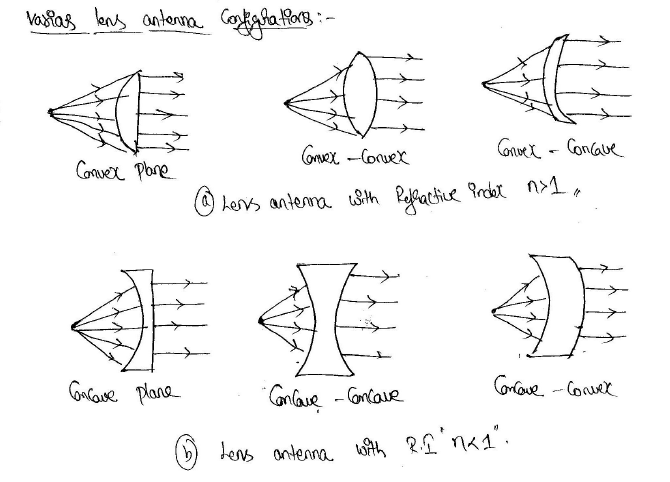 Varias lens antenna Configurations:-
Convex Plane
Convex - Convex
Convex - Concave
(a) Lens antenna with Refractive index n>1 "
Concave Plane
Concave - Concave
Concave - Convex
(b) Lens antenna with R.I "n<1".